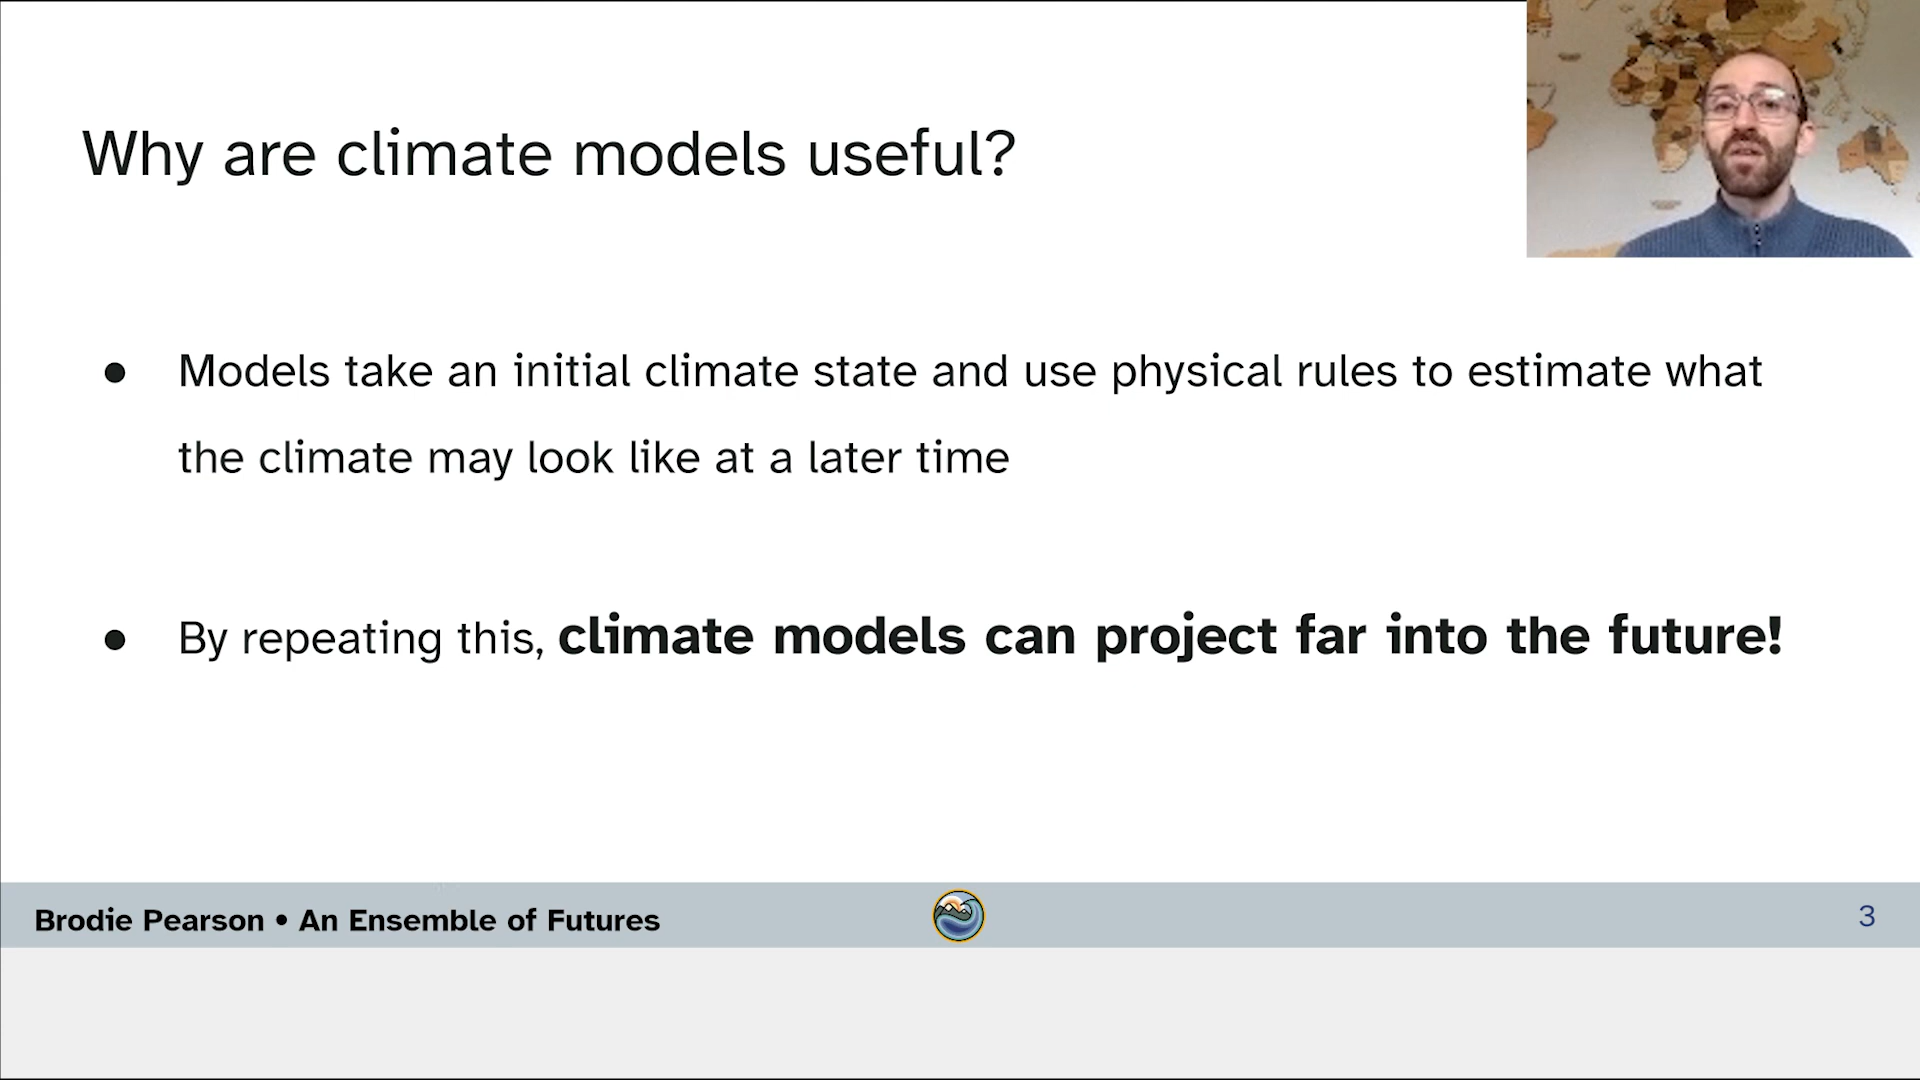 Why are climate models useful?
● Models take an initial climate state and use physical rules to estimate what
the climate may look like at a later time
● By repeating this, climate models can project far into the future!
Brodie Pearson • An Ensemble of Futures
3